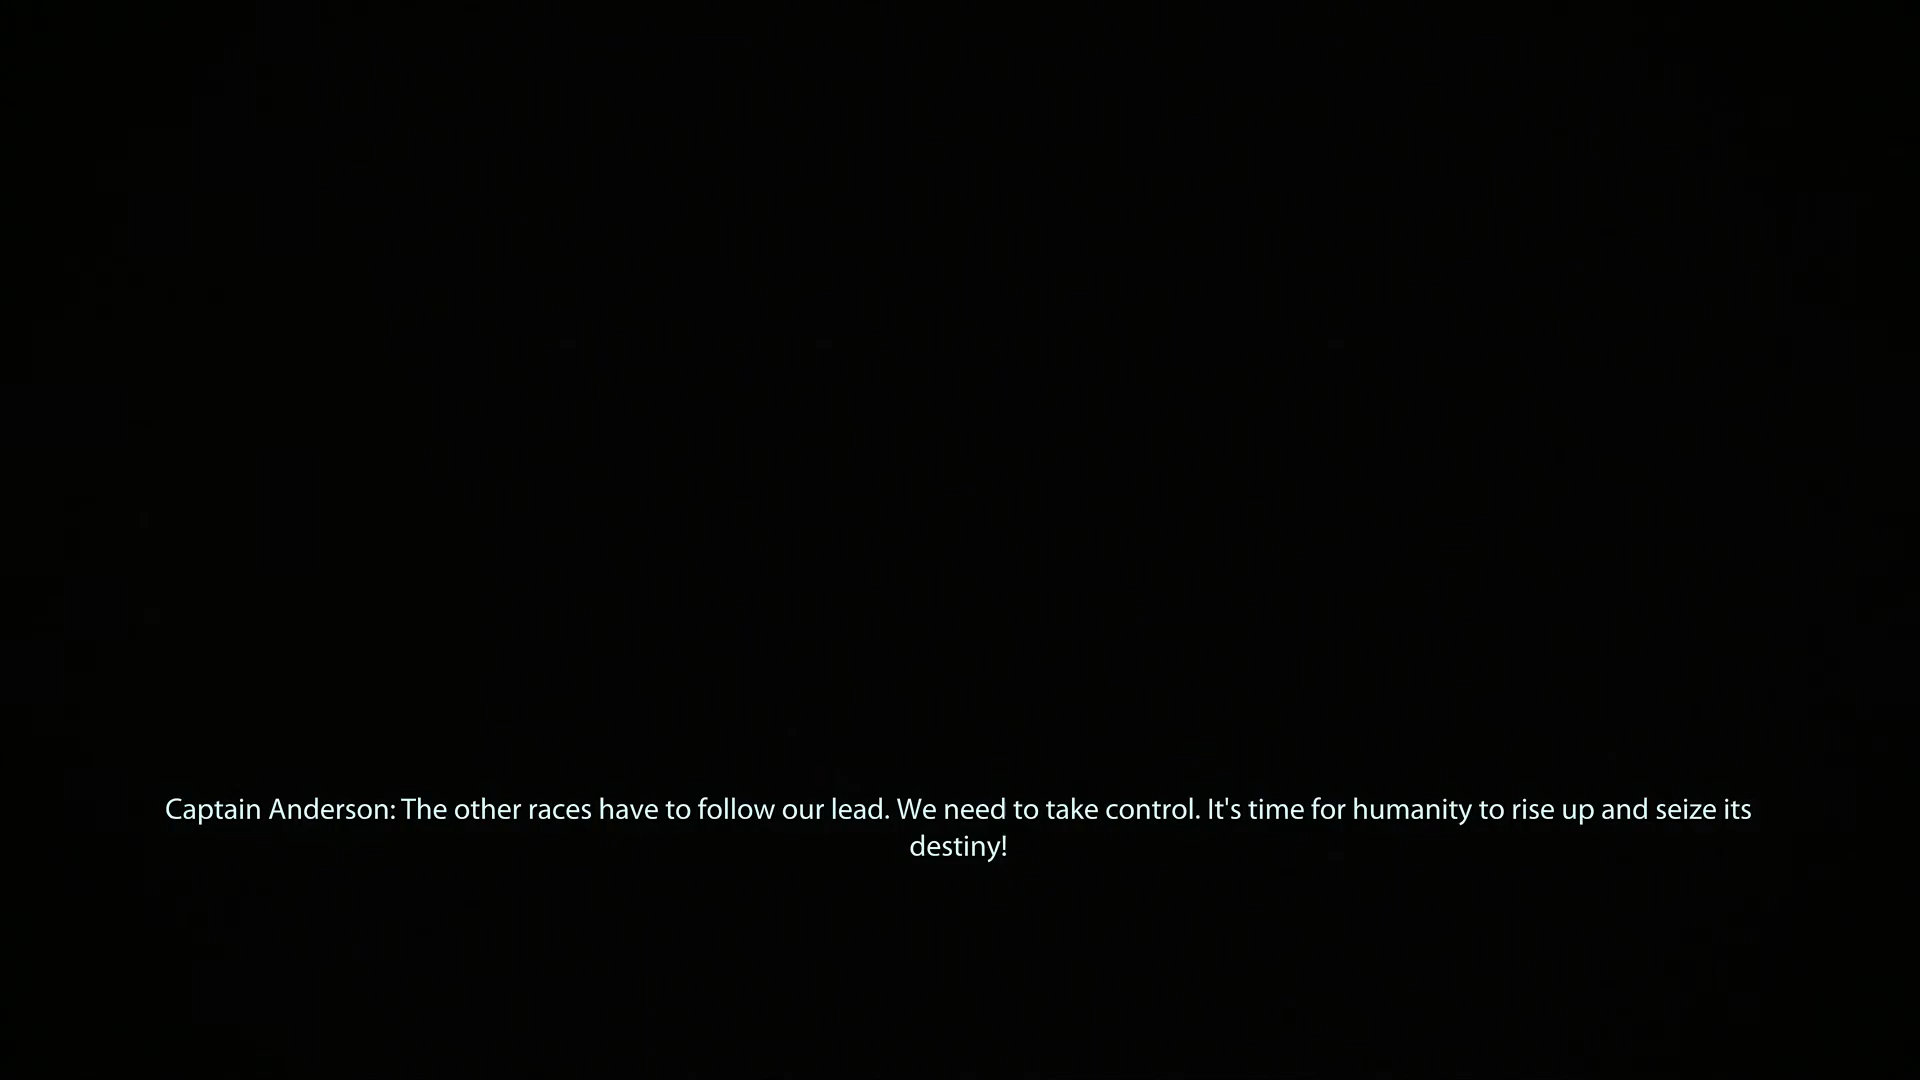 Captain Anderson: The other races have to follow our lead. We need to take control. It's time for humanity to rise up and seize its
destiny!